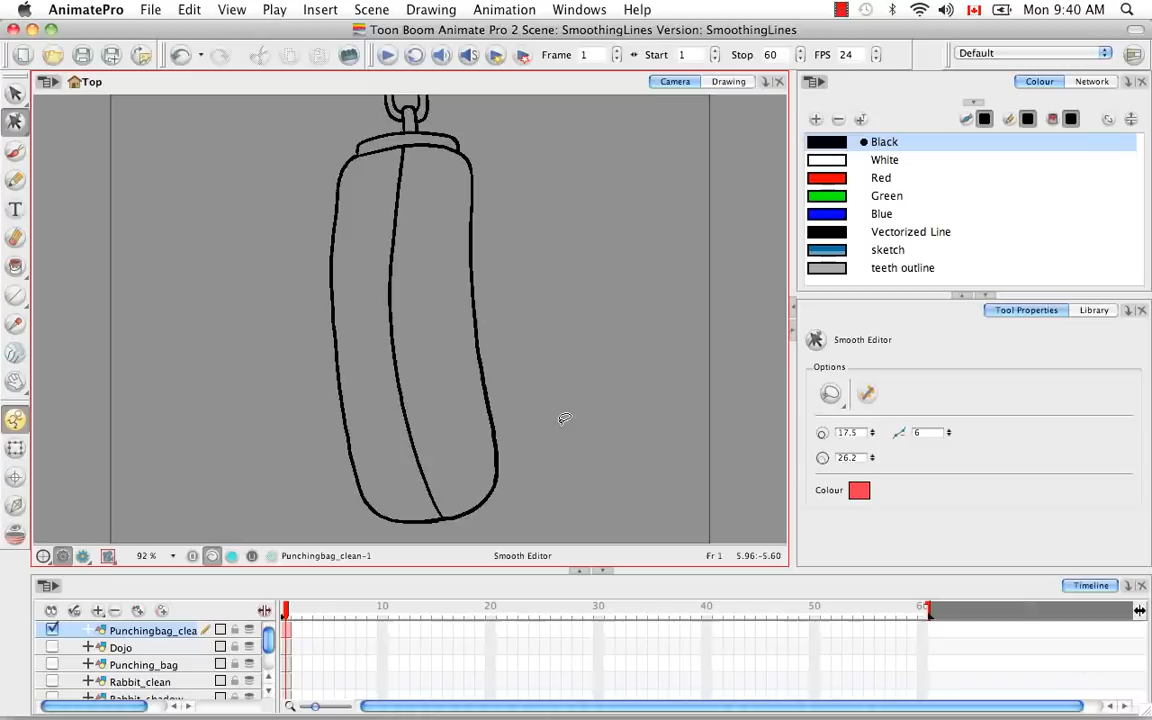 AnimatePro File Edit View Play Insert Scene Drawing Animation Windows Help Mon 9:40 AM
Toon Boom Animate Pro 2 Scene: SmoothingLines Version: SmoothingLines
Frame 1 Start 1 Stop 60 FPS 24 Default
Top Camera Drawing Colour Network
Black
White
Red
Green
Blue
Vectorized Line
sketch
teeth outline
Tool Properties Library
Smooth Editor
Options
17.5 6
26.2
Colour
92 % Punchingbag_clean-1 Smooth Editor Fr 1 5.96:-5.60
Timeline
10 20 30 40 50 60
Punchingbag_clea
Dojo
Punching_bag
Rabbit_clean
Rabbit_shadow